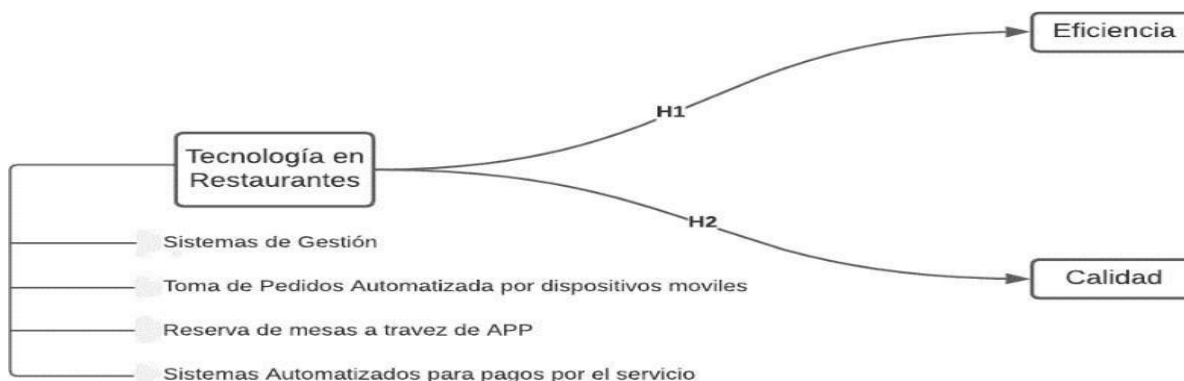 Eficiencia
H1
Tecnología en
Restaurantes
H2
Sistemas de Gestión
Calidad
Toma de Pedidos Automatizada por dispositivos moviles
Reserva de mesas a travez de APP
Sistemas Automatizados para pagos por el servicio